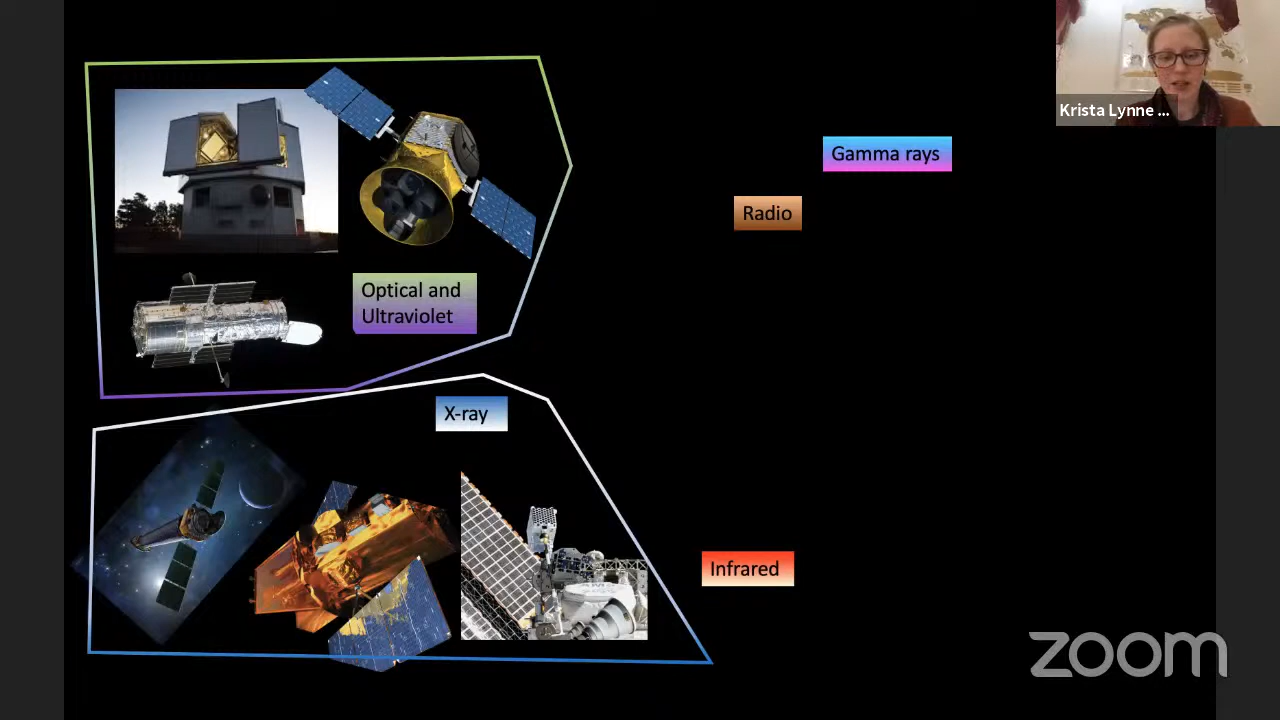 Krista Lynne ...
Gamma rays
Radio
Optical and
Ultraviolet
X-ray
Infrared
zoom